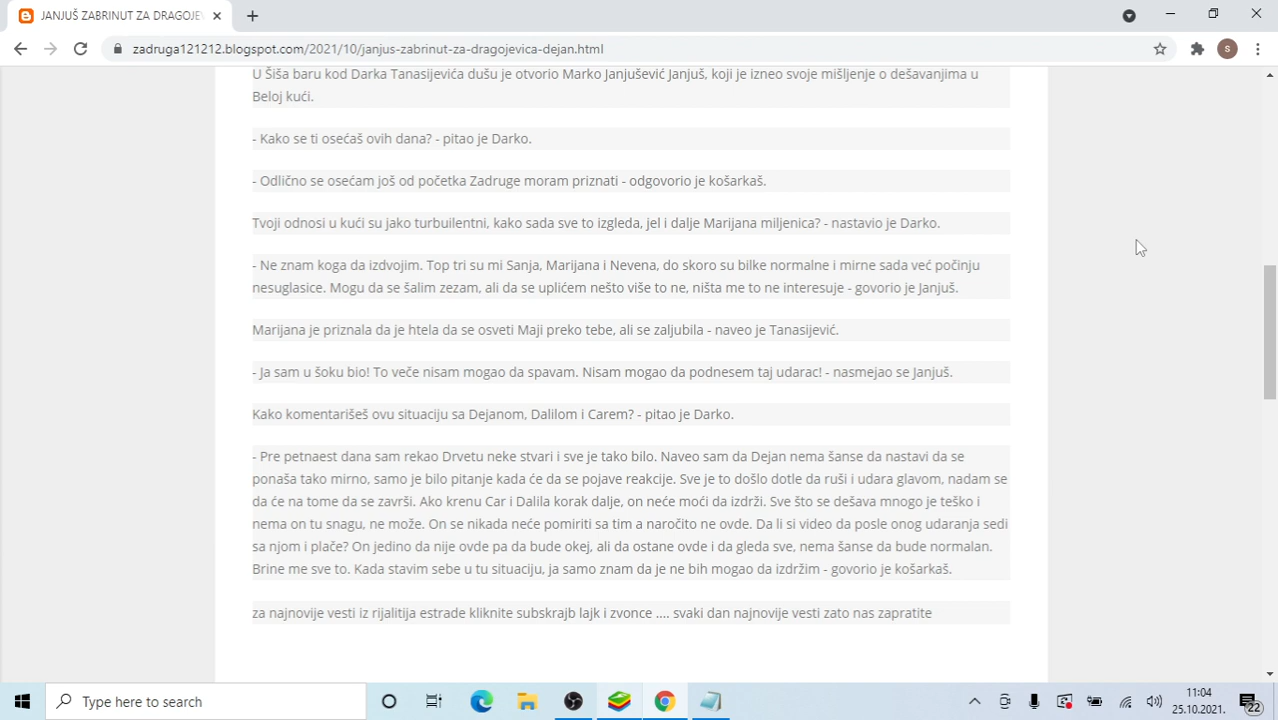 JANJUŠ ZABRINUT ZA DRAGOJEV
zadruga121212.blogspot.com/2021/10/janjus-zabrinut-za-dragojevica-dejan.html
S
U Šiša baru kod Darka Tanasijevića dušu je otvorio Marko Janjušević Janjuš, koji je izneo svoje mišljenje o dešavanjima u
Beloj kući.
- Kako se ti osećaš ovih dana? - pitao je Darko.
- Odlično se osećam još od početka Zadruge moram priznati - odgovorio je košarkaš.
Tvoji odnosi u kući su jako turbuilentni, kako sada sve to izgleda, jel i dalje Marijana miljenica? - nastavio je Darko.
- Ne znam koga da izdvojim. Top tri su mi Sanja, Marijana i Nevena, do skoro su bilke normalne i mirne sada već počinju
nesuglasice. Mogu da se šalim zezam, ali da se uplićem nešto više to ne, ništa me to ne interesuje - govorio je Janjuš.
Marijana je priznala da je htela da se osveti Maji preko tebe, ali se zaljubila - naveo je Tanasijević.
- Ja sam u šoku bio! To veče nisam mogao da spavam. Nisam mogao da podnesem taj udarac! - nasmejao se Janjuš.
Kako komentarišeš ovu situaciju sa Dejanom, Dalilom i Carem? - pitao je Darko.
- Pre petnaest dana sam rekao Drvetu neke stvari i sve je tako bilo. Naveo sam da Dejan nema šanse da nastavi da se
ponaša tako mirno, samo je bilo pitanje kada će da se pojave reakcije. Sve je to došlo dotle da ruši i udara glavom, nadam se
da će na tome da se završi. Ako krenu Car i Dalila korak dalje, on neće moći da izdrži. Sve što se dešava mnogo je teško i
nema on tu snagu, ne može. On se nikada neće pomiriti sa tim a naročito ne ovde. Da li si video da posle onog udaranja sedi
sa njom i plače? On jedino da nije ovde pa da bude okej, ali da ostane ovde i da gleda sve, nema šanse da bude normalan.
Brine me sve to. Kada stavim sebe u tu situaciju, ja samo znam da je ne bih mogao da izdržim - govorio je košarkaš.
za najnovije vesti iz rijalitija estrade kliknite subskrajb lajk i zvonce .... svaki dan najnovije vesti zato nas zapratite
Type here to search
11:04
25.10.2021.
22